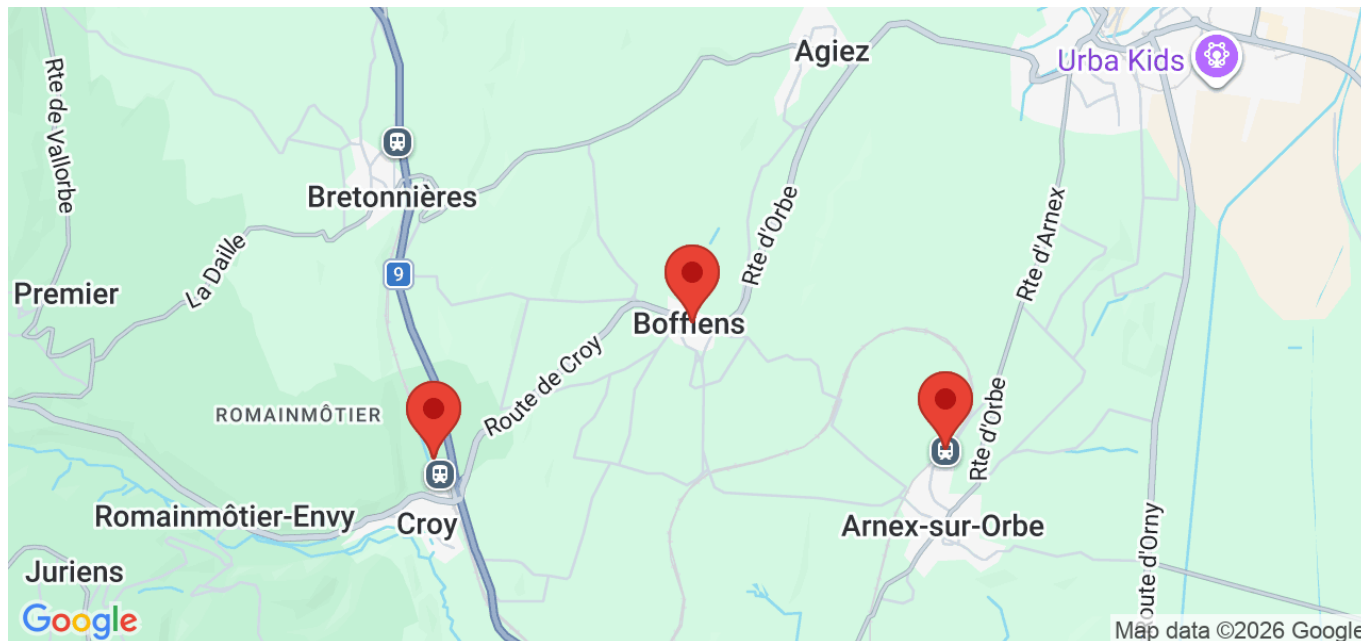 Agiez
Urba Kids
Rte de Vallorbe
Bretonnières
Rte d'Orbe
Rte d'Arnex
La Daille
9
Premier
Boffiens
Route de Croy
ROMAINMÔTIER
Rte d'Orbe
Romainmôtier-Envy
Croy
Arnex-sur-Orbe
Route d'Orny
Juriens
Google
Map data ©2026 Google